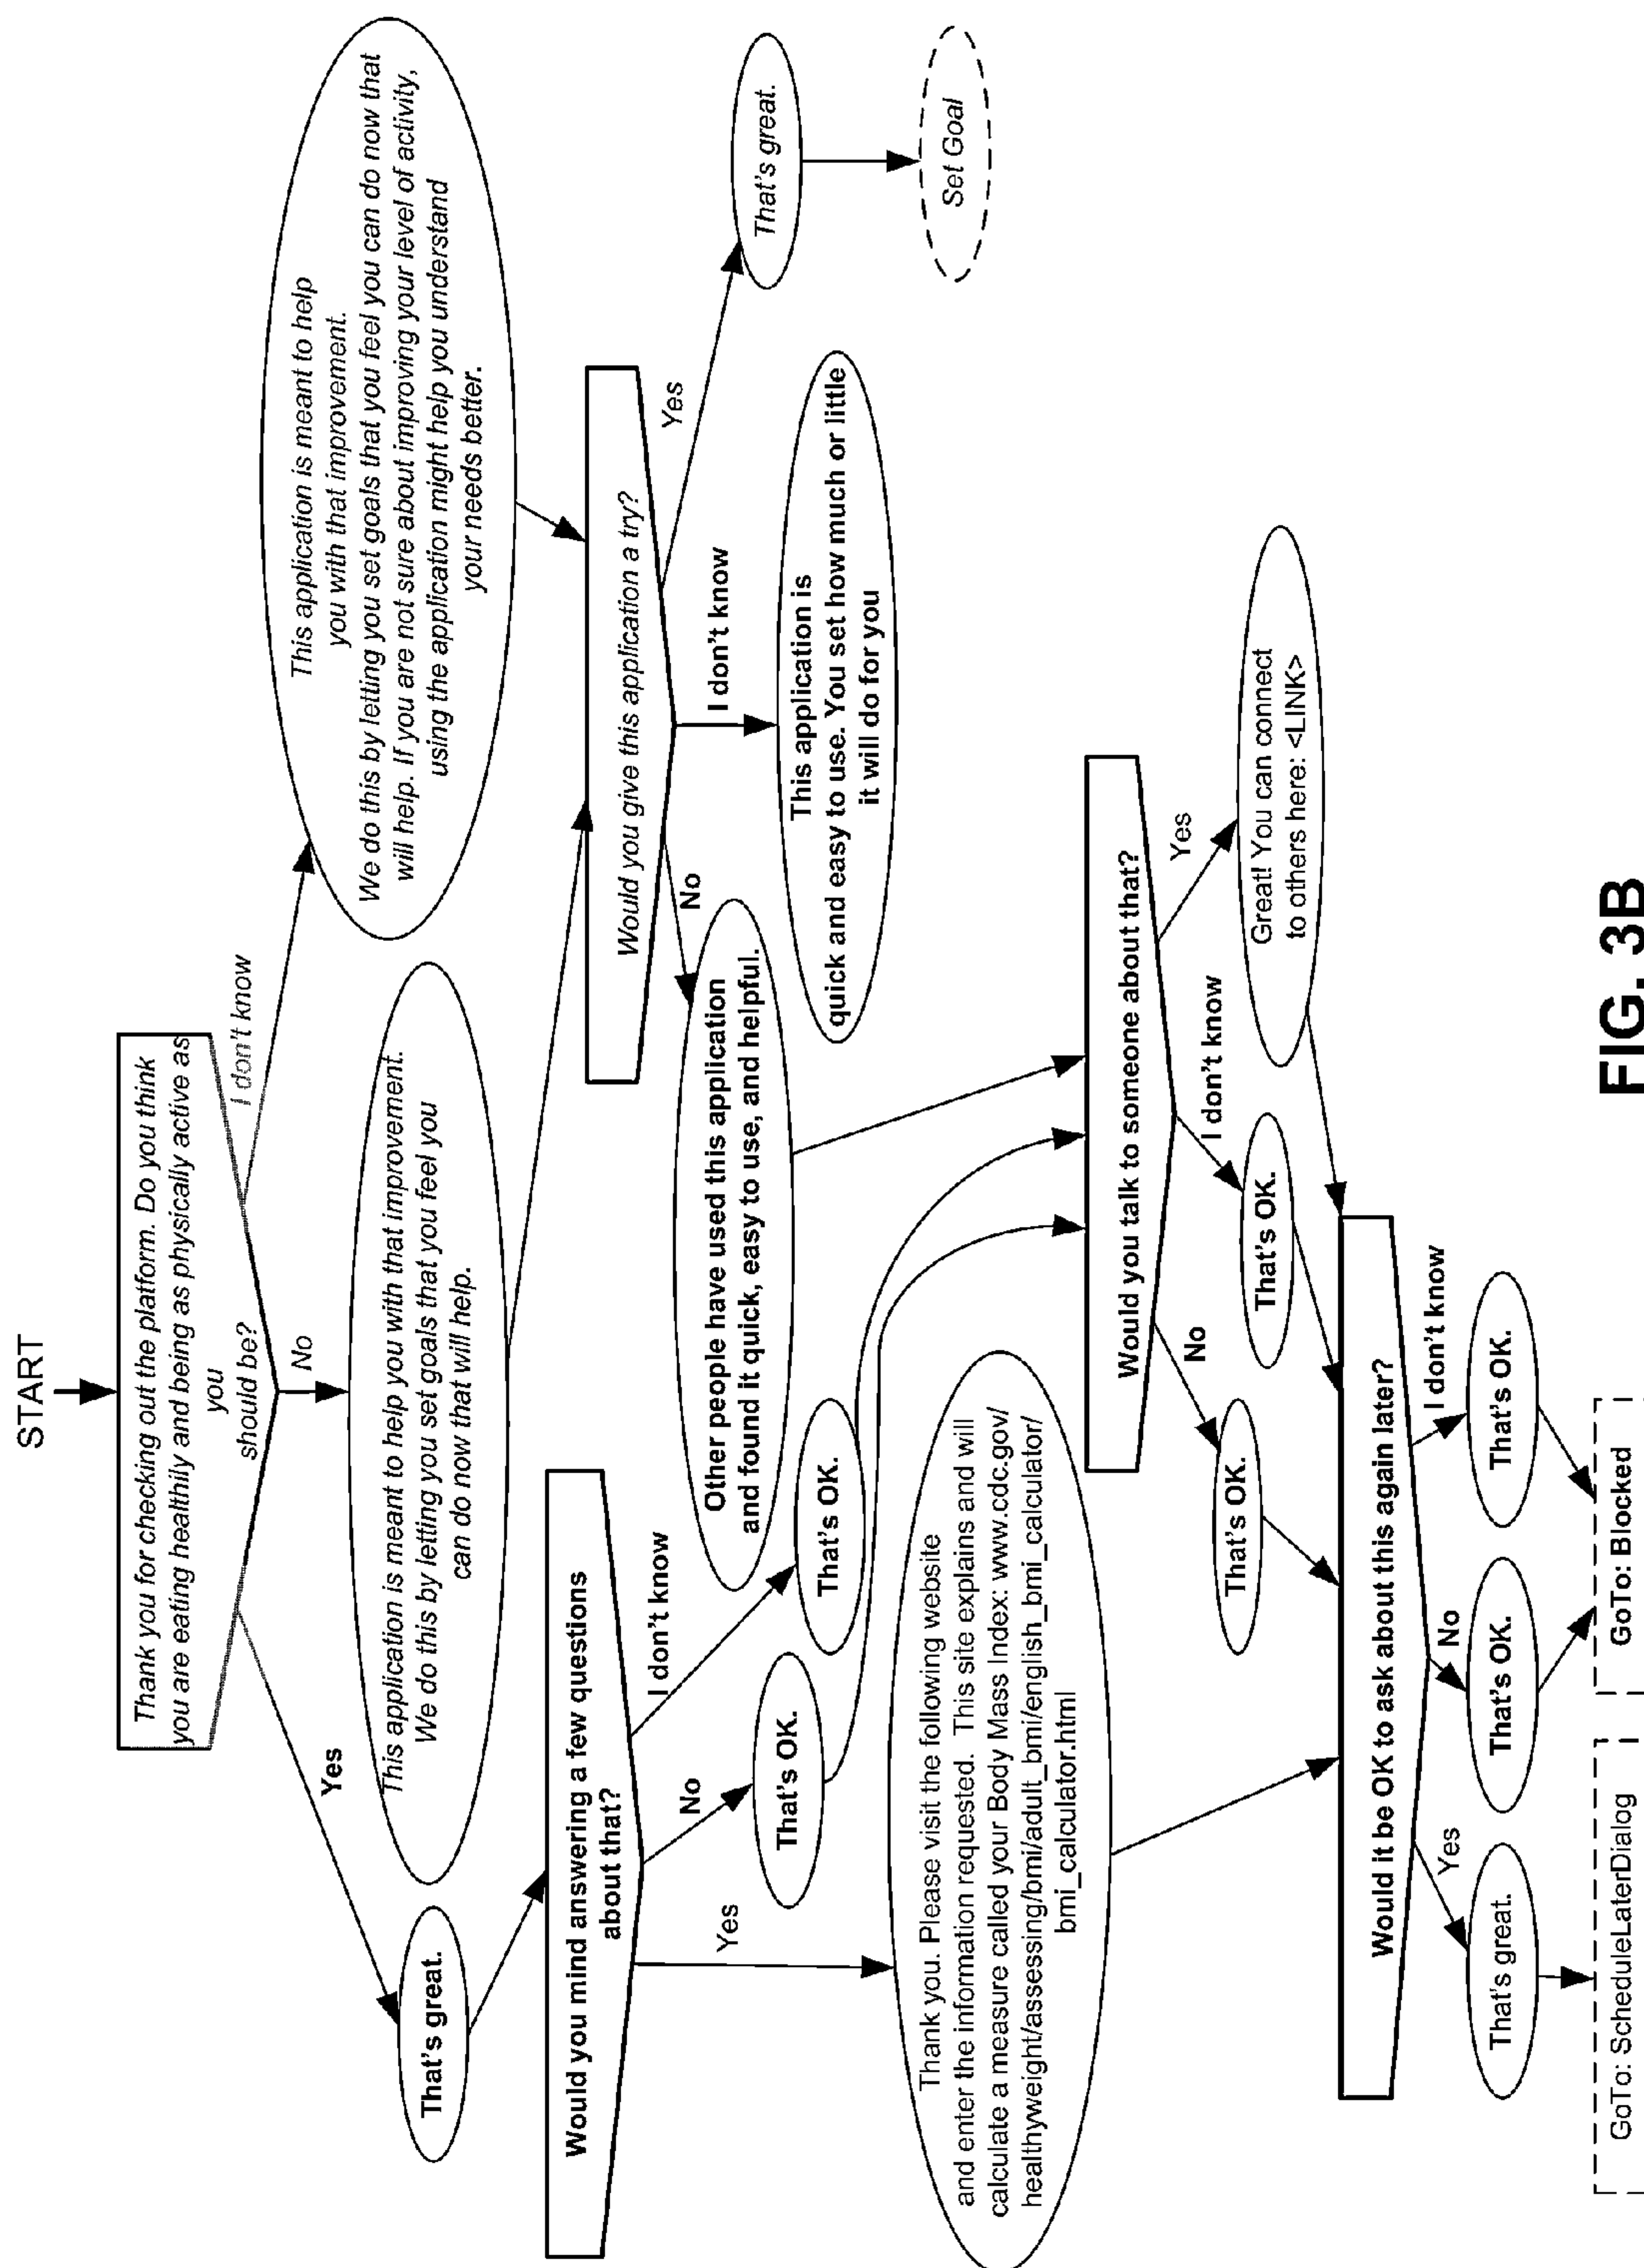 START
Thank you for checking out the platform. Do you think
you are eating healthily and being as physically active as
you
should be?
Yes
No
I don't know
That's great.
This application is meant to help you with that improvement.
We do this by letting you set goals that you feel you
can do now that will help.
This application is meant to help
you with that improvement.
We do this by letting you set goals that you feel you can do now that
will help. If you are not sure about improving your level of activity,
using the application might help you understand
your needs better.
Would you mind answering a few questions
about that?
Yes
No
I don't know
That's OK.
That's OK.
Would you give this application a try?
No
I don't know
Yes
Other people have used this application
and found it quick, easy to use, and helpful.
This application is
quick and easy to use. You set how much or little
it will do for you
That's great.
Set Goal
Thank you. Please visit the following website
and enter the information requested. This site explains and will
calculate a measure called your Body Mass Index: www.cdc.gov/
healthyweight/assessing/bmi/adult_bmi/english_bmi_calculator/
bmi_calculator.html
Would you talk to someone about that?
No
I don't know
Yes
That's OK.
That's OK.
Great! You can connect
to others here: <LINK>
Would it be OK to ask about this again later?
Yes
No
I don't know
That's great.
That's OK.
That's OK.
GoTo: ScheduleLaterDialog
GoTo: Blocked
FIG. 3B